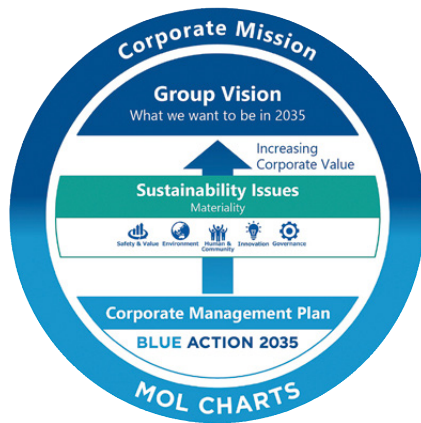 Corporate Mission
Group Vision
What we want to be in 2035
Increasing
Corporate Value
Sustainability Issues
Materiality
Safety & Value
Environment
Human &
Community
Innovation
Governance
Corporate Management Plan
BLUE ACTION 2035
MOL CHARTS